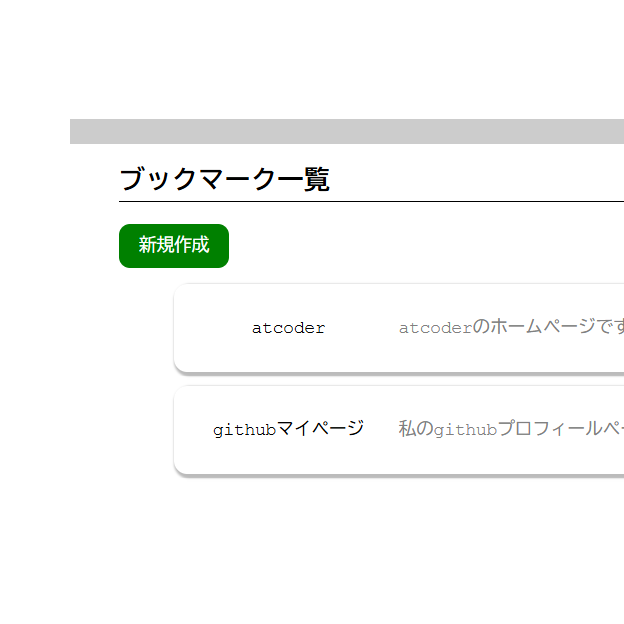 ブックマーク一覧
新規作成
atcoder atcoderのホームページです
githubマイページ 私のgithubプロフィールペー